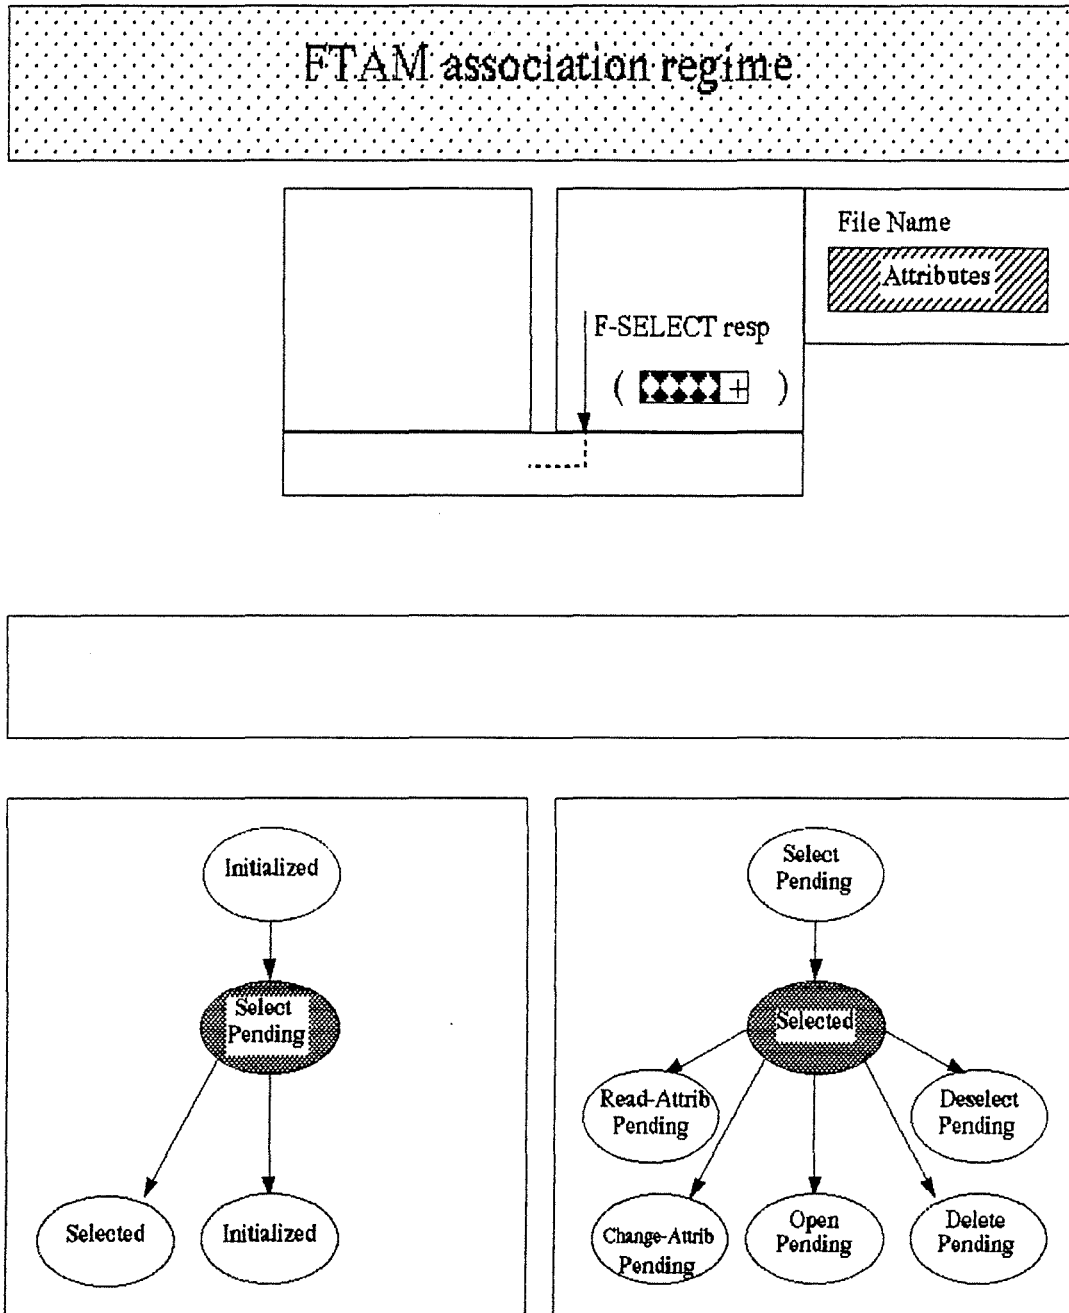 FTAM association regime
File Name
Attributes
F-SELECT resp
( + )
Initialized
Select
Pending
Selected
Initialized
Select
Pending
Selected
Read-Attrib
Pending
Deselect
Pending
Change-Attrib
Pending
Open
Pending
Delete
Pending